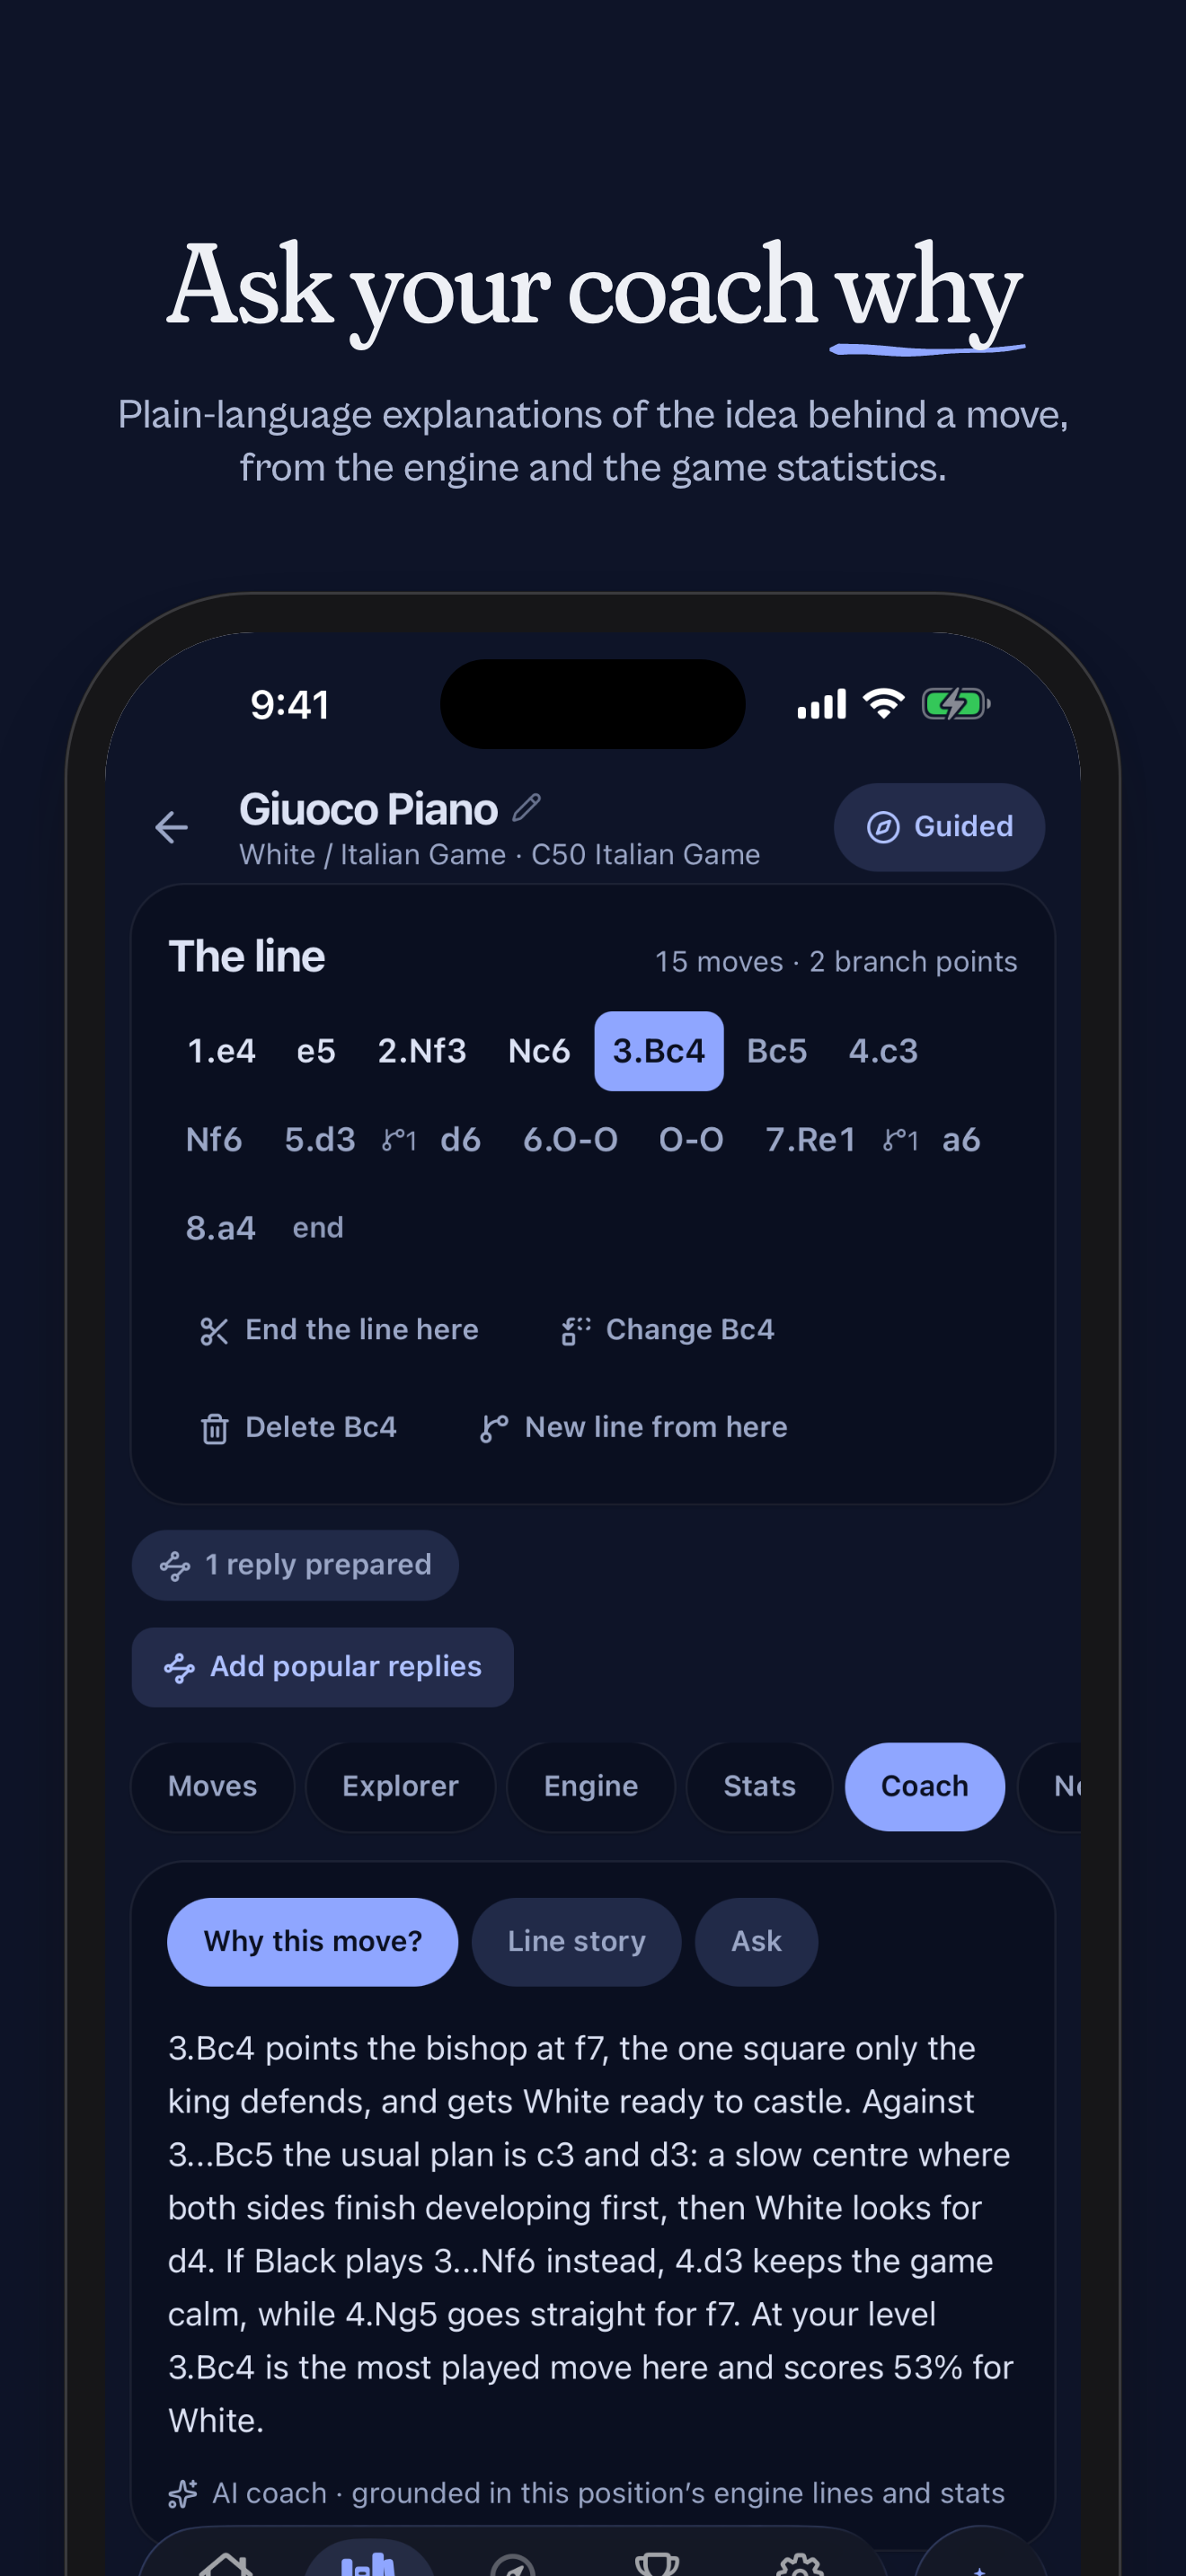 Ask your coach why
Plain-language explanations of the idea behind a move,
from the engine and the game statistics.
9:41
Giuoco Piano
Guided
White / Italian Game · C50 Italian Game
The line
15 moves · 2 branch points
1.e4 e5 2.Nf3 Nc6 3.Bc4 Bc5 4.c3
Nf6 5.d3 1 d6 6.O-O O-O 7.Re1 1 a6
8.a4 end
End the line here Change Bc4
Delete Bc4 New line from here
1 reply prepared
Add popular replies
Moves Explorer Engine Stats Coach
Why this move? Line story Ask
3.Bc4 points the bishop at f7, the one square only the
king defends, and gets White ready to castle. Against
3...Bc5 the usual plan is c3 and d3: a slow centre where
both sides finish developing first, then White looks for
d4. If Black plays 3...Nf6 instead, 4.d3 keeps the game
calm, while 4.Ng5 goes straight for f7. At your level
3.Bc4 is the most played move here and scores 53% for
White.
AI coach · grounded in this position’s engine lines and stats